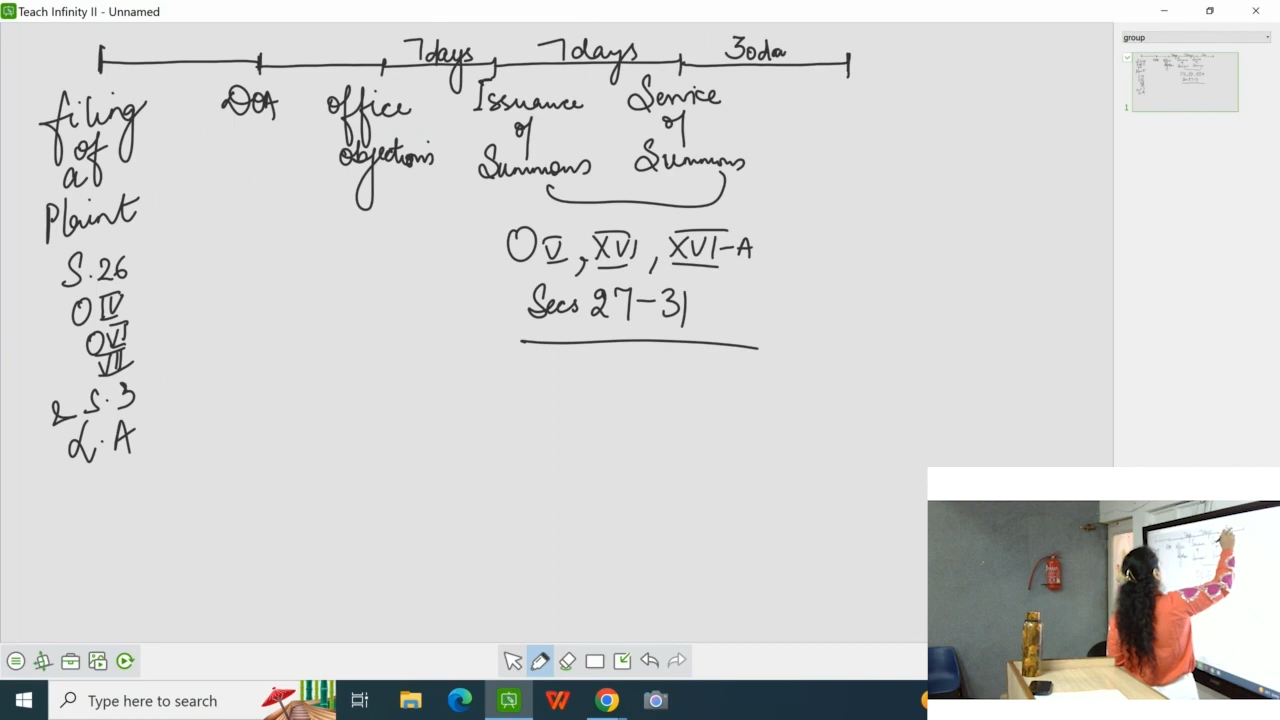 Teach Infinity II - Unnamed
group
7days 7days 30da
filing of a Plaint
DOA
office objections
Issuance of Summons
Service of Summons
O V, XVI, XVI-A
Secs 27-31
S.26
O IV
O VI
VII
& S.3
L.A
1
Type here to search